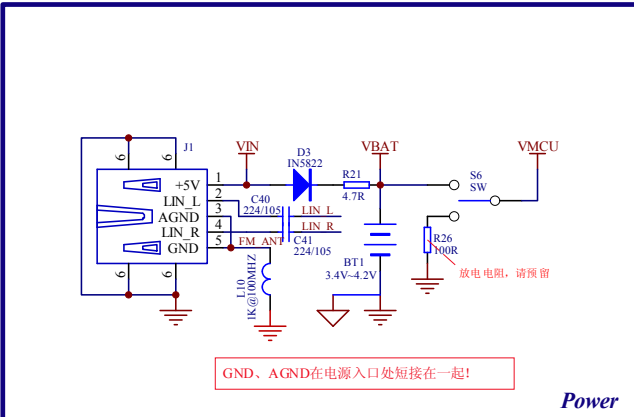 J1
VIN
D3
IN5822
VBAT
R21
4.7R
S6
SW
VMCU
6
6
+5V
1
LIN_L
2
AGND
3
LIN_R
4
GND
5
C40
224/105
LIN_L
LIN_R
FM_ANT
C41
224/105
6
6
L10
1K@100MHZ
BT1
3.4V~4.2V
R26
100R
放电电阻，请预留
GND、AGND在电源入口处短接在一起!
Power